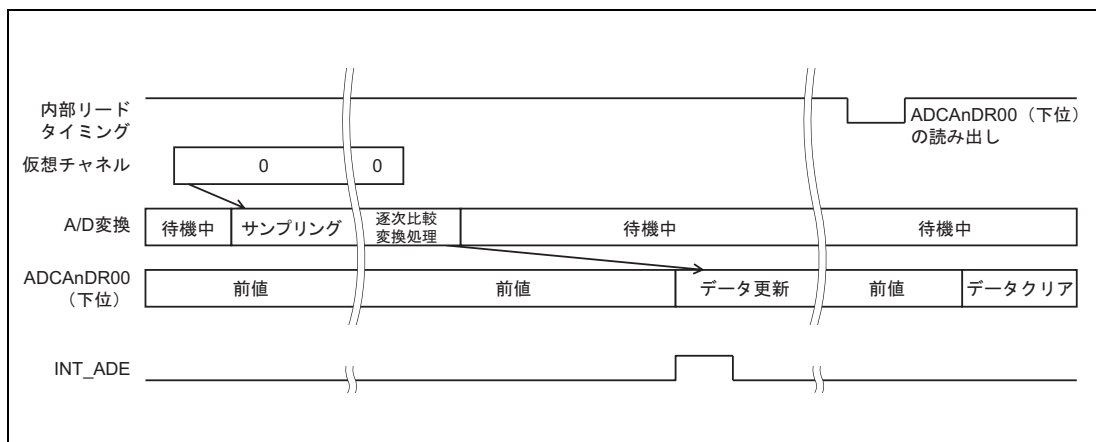 内部リード
タイミング
ADCAnDR00（下位）
の読み出し
仮想チャネル
0
0
A/D変換
待機中
サンプリング
逐次比較
変換処理
待機中
待機中
ADCAnDR00
（下位）
前値
前値
データ更新
前値
データクリア
INT_ADE